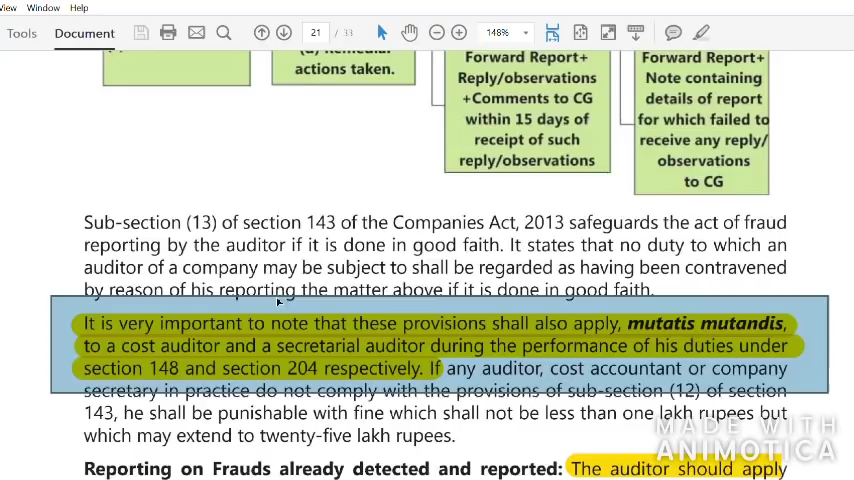 View Window Help
Tools Document 21 / 33 148%
(d) Remedial
actions taken.
Forward Report+
Reply/observations
+Comments to CG
within 15 days of
receipt of such
reply/observations
Forward Report+
Note containing
details of report
for which failed to
receive any reply/
observations
to CG
Sub-section (13) of section 143 of the Companies Act, 2013 safeguards the act of fraud
reporting by the auditor if it is done in good faith. It states that no duty to which an
auditor of a company may be subject to shall be regarded as having been contravened
by reason of his reporting the matter above if it is done in good faith.
It is very important to note that these provisions shall also apply, mutatis mutandis,
to a cost auditor and a secretarial auditor during the performance of his duties under
section 148 and section 204 respectively. If any auditor, cost accountant or company
secretary in practice do not comply with the provisions of sub-section (12) of section
143, he shall be punishable with fine which shall not be less than one lakh rupees but
which may extend to twenty-five lakh rupees.
MADE WITH
ANIMOTICA
Reporting on Frauds already detected and reported: The auditor should apply